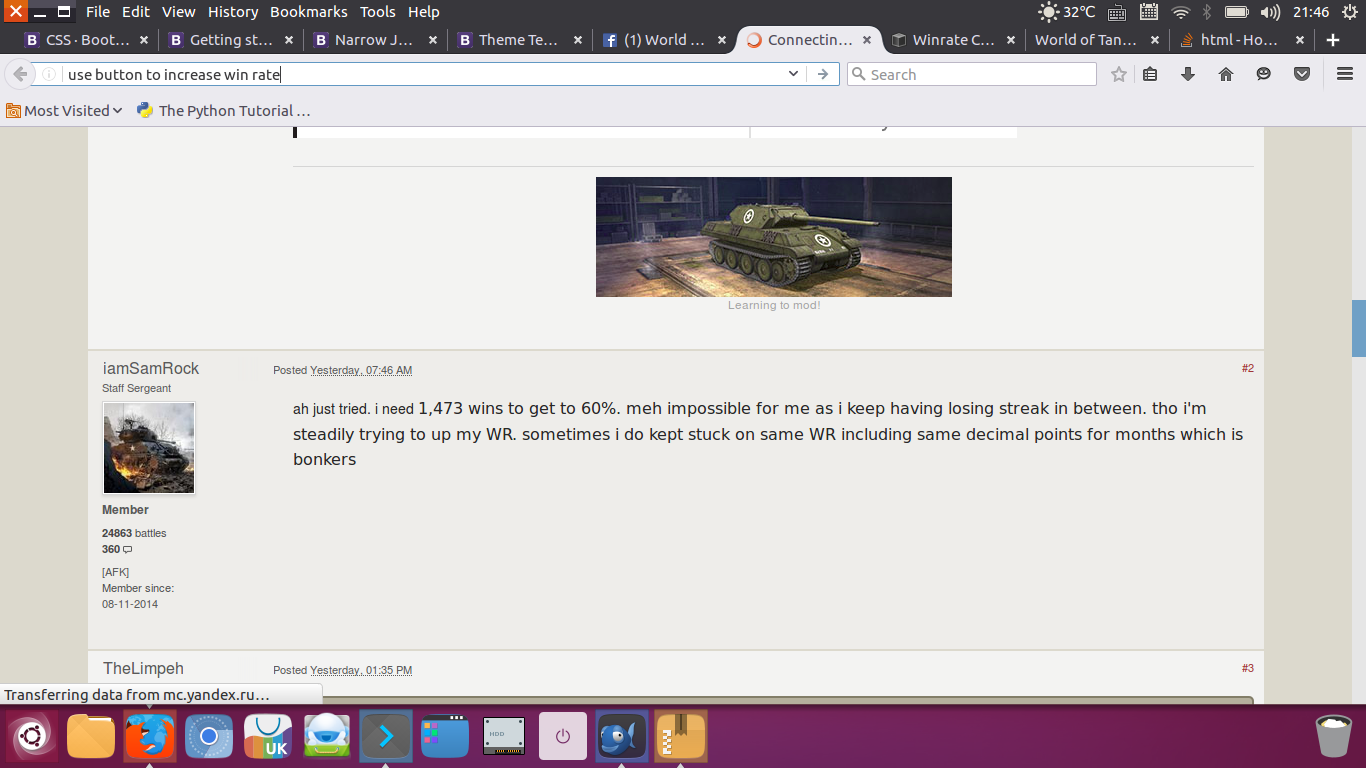 File Edit View History Bookmarks Tools Help
32°C 21:46
CSS · Boot… Getting st… Narrow J… Theme Te… (1) World … Connectin… Winrate C… World of Tan… html - Ho…
use button to increase win rate
Search
Most Visited The Python Tutorial …
Learning to mod!
iamSamRock
Posted Yesterday, 07:46 AM
#2
Staff Sergeant
ah just tried. i need 1,473 wins to get to 60%. meh impossible for me as i keep having losing streak in between. tho i'm
steadily trying to up my WR. sometimes i do kept stuck on same WR including same decimal points for months which is
bonkers
Member
24863 battles
360
[AFK]
Member since:
08-11-2014
TheLimpeh
Posted Yesterday, 01:35 PM
#3
Transferring data from mc.yandex.ru…
UK
HDD